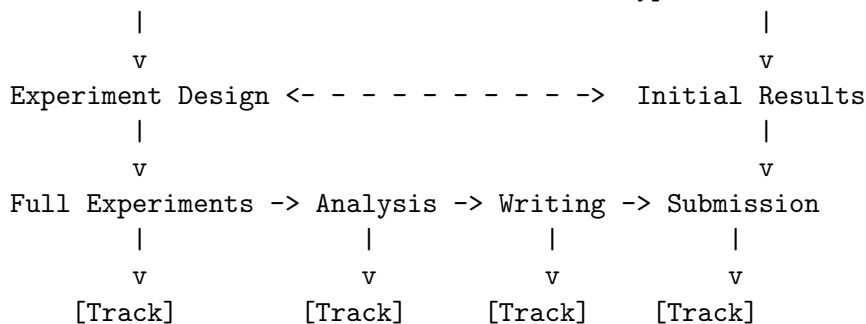 |                                          |
v                                          v
Experiment Design <- - - - - - - - - - -> Initial Results
|                                          |
v                                          v
Full Experiments -> Analysis -> Writing -> Submission
|              |           |           |
v              v           v           v
[Track]        [Track]     [Track]     [Track]